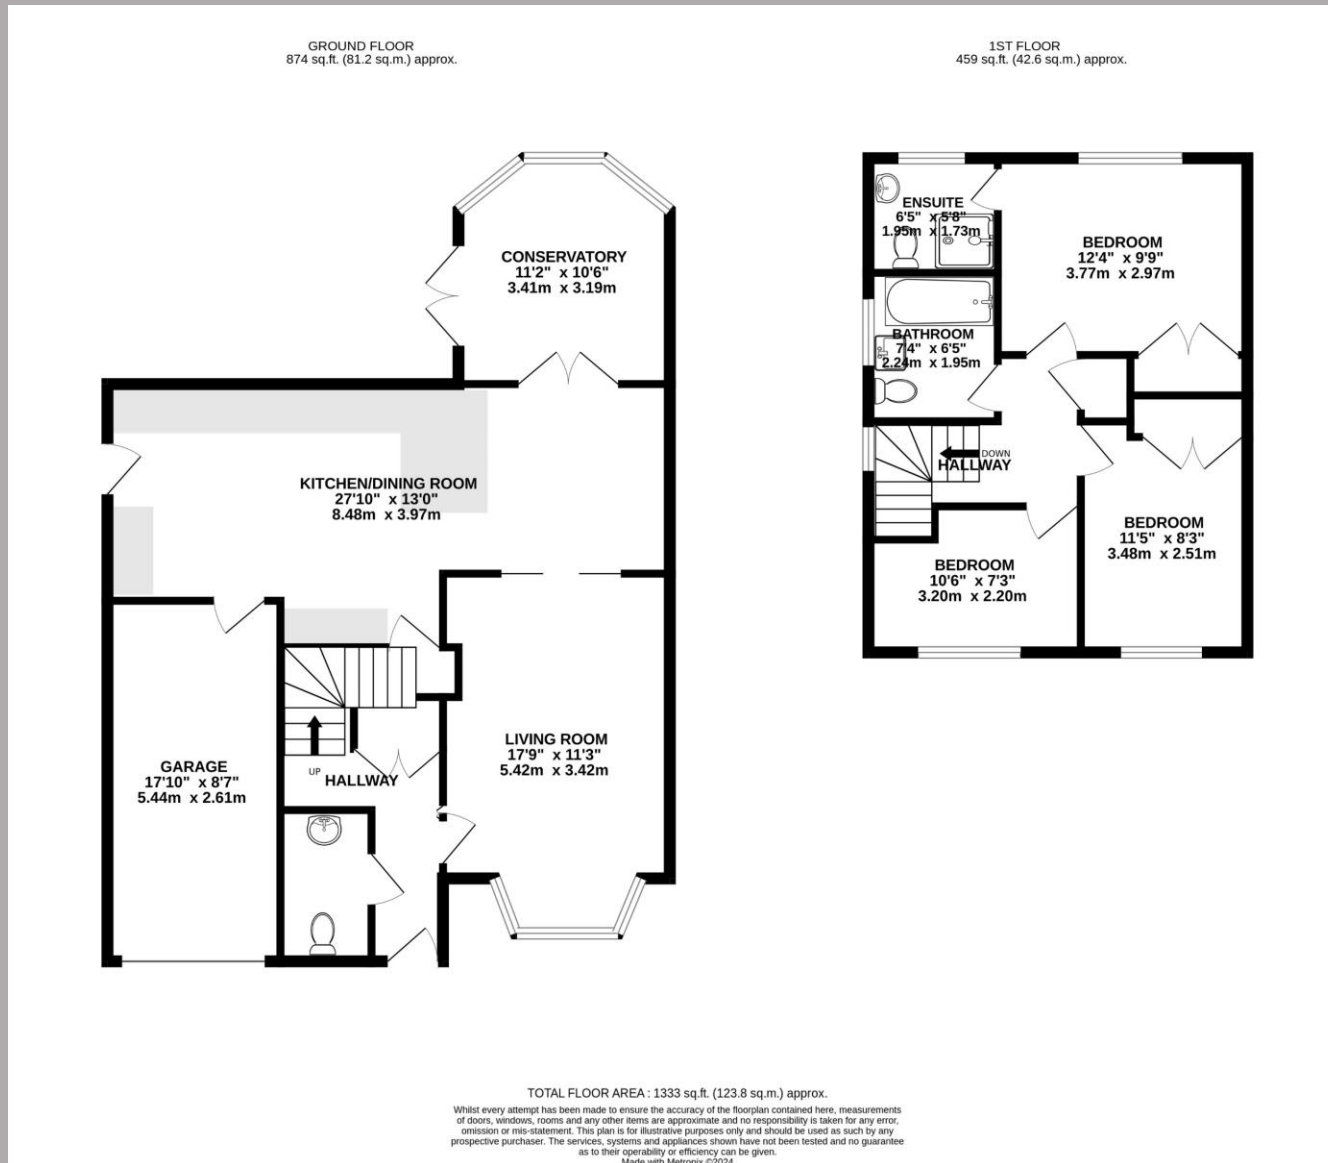 GROUND FLOOR
874 sq.ft. (81.2 sq.m.) approx.
1ST FLOOR
459 sq.ft. (42.6 sq.m.) approx.
CONSERVATORY
11'2" x 10'6"
3.41m x 3.19m
KITCHEN/DINING ROOM
27'10" x 13'0"
8.48m x 3.97m
LIVING ROOM
17'9" x 11'3"
5.42m x 3.42m
GARAGE
17'10" x 8'7"
5.44m x 2.61m
UP
HALLWAY
ENSUITE
6'5" x 5'8"
1.95m x 1.73m
BEDROOM
12'4" x 9'9"
3.77m x 2.97m
BATHROOM
7'4" x 6'5"
2.24m x 1.95m
DOWN
HALLWAY
BEDROOM
11'5" x 8'3"
3.48m x 2.51m
BEDROOM
10'6" x 7'3"
3.20m x 2.20m
TOTAL FLOOR AREA : 1333 sq.ft. (123.8 sq.m.) approx.
Whilst every attempt has been made to ensure the accuracy of the floorplan contained here, measurements
of doors, windows, rooms and any other items are approximate and no responsibility is taken for any error,
omission or mis-statement. This plan is for illustrative purposes only and should be used as such by any
prospective purchaser. The services, systems and appliances shown have not been tested and no guarantee
as to their operability or efficiency can be given.
Made with Metropix ©2024